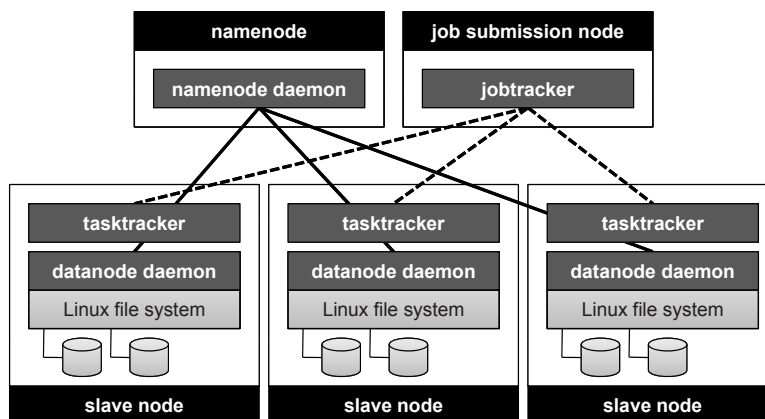 namenode
job submission node
namenode daemon
jobtracker
tasktracker
tasktracker
tasktracker
datanode daemon
datanode daemon
datanode daemon
Linux file system
Linux file system
Linux file system
slave node
slave node
slave node